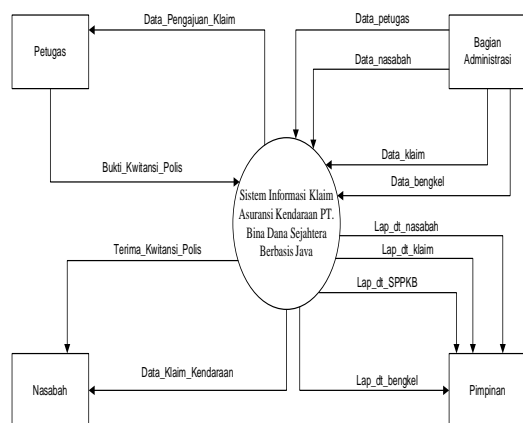 Data_Pengajuan_Klaim
Data_petugas
Petugas
Bagian
Administrasi
Data_nasabah
Data_klaim
Bukti_Kwitansi_Polis
Data_bengkel
Sistem Informasi Klaim
Asuransi Kendaraan PT.
Bina Dana Sejahtera
Berbasis Java
Lap_dt_nasabah
Terima_Kwitansi_Polis
Lap_dt_klaim
Lap_dt_SPPKB
Data_Klaim_Kendaraan
Lap_dt_bengkel
Nasabah
Pimpinan